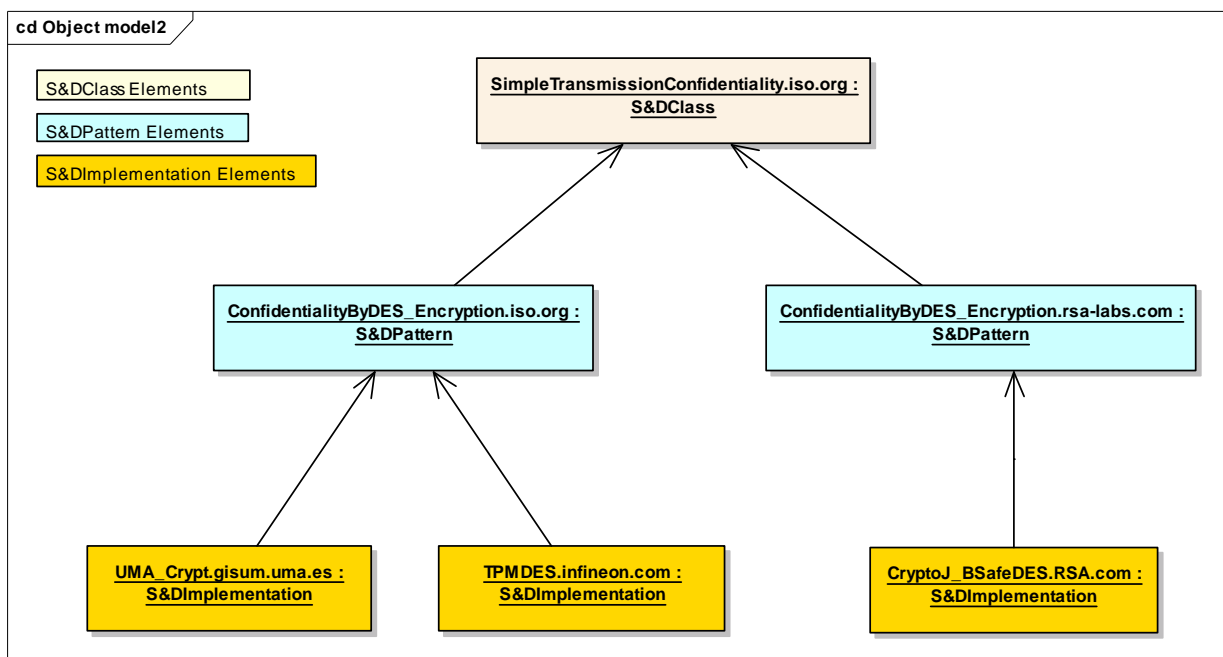 cd Object model2
S&DClass Elements
S&DPattern Elements
S&DImplementation Elements
SimpleTransmissionConfidentiality.iso.org :
S&DClass
ConfidentialityByDES_Encryption.iso.org :
S&DPattern
ConfidentialityByDES_Encryption.rsa-labs.com :
S&DPattern
UMA_Crypt.gisum.uma.es :
S&DImplementation
TPMDES.infineon.com :
S&DImplementation
CryptoJ_BSafeDES.RSA.com :
S&DImplementation